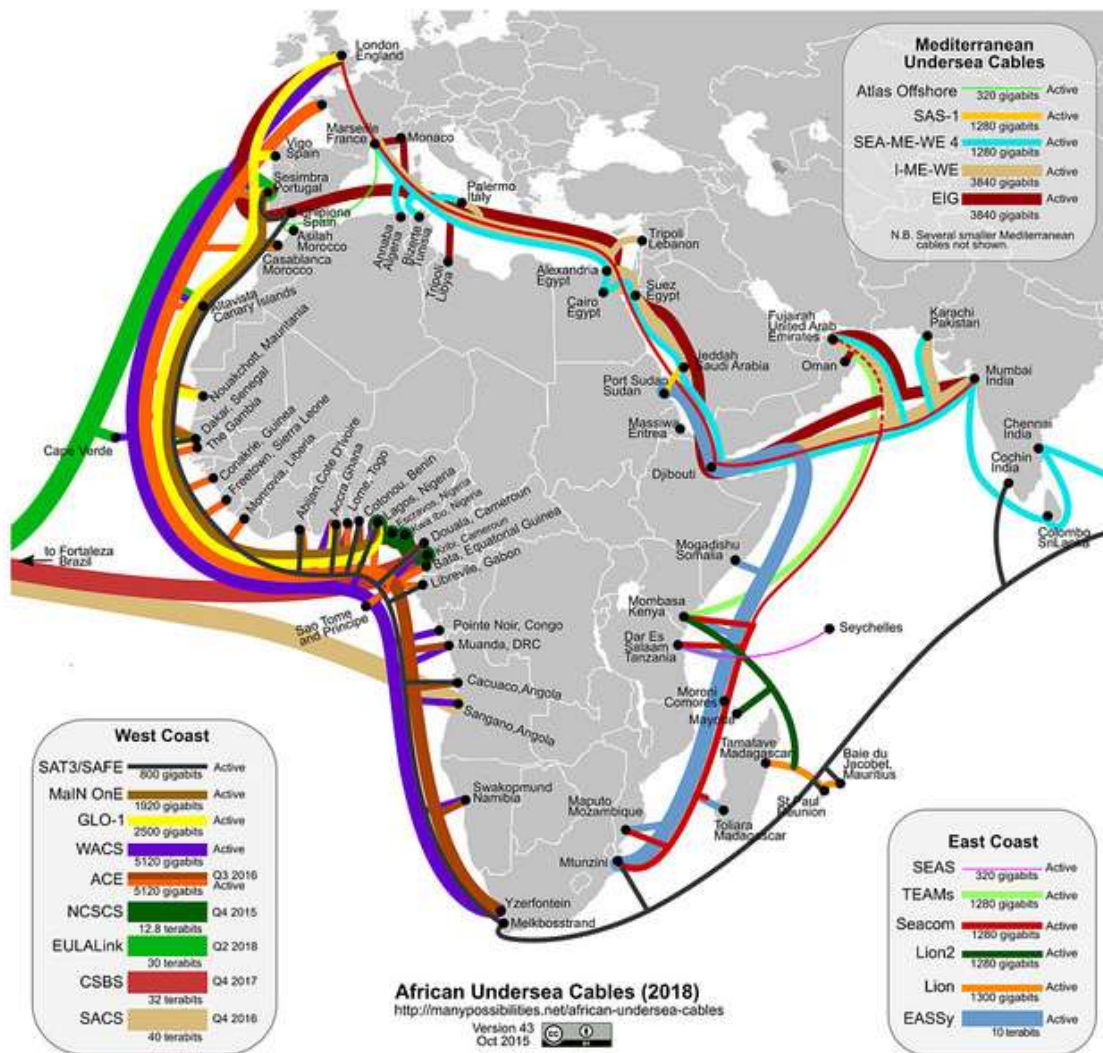 London
England
Marseille
France
Monaco
Vigo
Spain
Sesimbra
Portugal
Chipiona
Spain
Asilah
Morocco
Casablanca
Morocco
Palermo
Italy
Annaba
Algeria
Bizerte
Tunisia
Tripoli
Libya
Tripoli
Lebanon
Alexandria
Egypt
Cairo
Egypt
Suez
Egypt
Altavista
Canary Islands
Nouakchott, Mauritania
Dakar, Senegal
The Gambia
Cape Verde
Conakrie, Guinea
Freetown, Sierra Leone
Monrovia, Liberia
Abijan,Cote D'ivoire
Accra,Ghana
Lome, Togo
Cotonou, Benin
Lagos, Nigeria
Escravos, Nigeria
Kwa Ibo, Nigeria
Douala, Cameroun
Kribi, Cameroun
Bata, Equatorial Guinea
Libreville, Gabon
to Fortaleza
Brazil
Sao Tome
and Principe
Pointe Noir, Congo
Muanda, DRC
Cacuaco,Angola
Sangano,Angola
Swakopmund
Namibia
Yzerfontein
Melkbosstrand
Jeddah
Saudi Arabia
Port Sudan
Sudan
Massiwa
Eritrea
Djibouti
Fujairah
United Arab
Emirates
Oman
Karachi
Pakistan
Mumbai
India
Chennai
India
Cochin
India
Colombo
SriLanka
Mogadishu
Somalia
Mombasa
Kenya
Dar Es
Salaam
Tanzania
Seychelles
Moroni
Comores
Mayotte
Tamatave
Madagascar
Baie du
Jacobet,
Mauritius
St Paul
Reunion
Maputo
Mozambique
Toliara
Madagascar
Mtunzini
Mediterranean
Undersea Cables
Atlas Offshore 320 gigabits Active
SAS-1 1280 gigabits Active
SEA-ME-WE 4 1280 gigabits Active
I-ME-WE 3840 gigabits Active
EIG 3840 gigabits Active
N.B. Several smaller Mediterranean
cables not shown.
West Coast
SAT3/SAFE 800 gigabits Active
MaIN OnE 1920 gigabits Active
GLO-1 2500 gigabits Active
WACS 5120 gigabits Active
ACE 5120 gigabits Q3 2016 Active
NCSCS 12.8 terabits Q4 2015
EULALink 30 terabits Q2 2018
CSBS 32 terabits Q4 2017
SACS 40 terabits Q4 2016
East Coast
SEAS 320 gigabits Active
TEAMs 1280 gigabits Active
Seacom 1280 gigabits Active
Lion2 1280 gigabits Active
Lion 1300 gigabits Active
EASSy 10 terabits Active
African Undersea Cables (2018)
http://manypossibilities.net/african-undersea-cables
Version 43
Oct 2015
cc